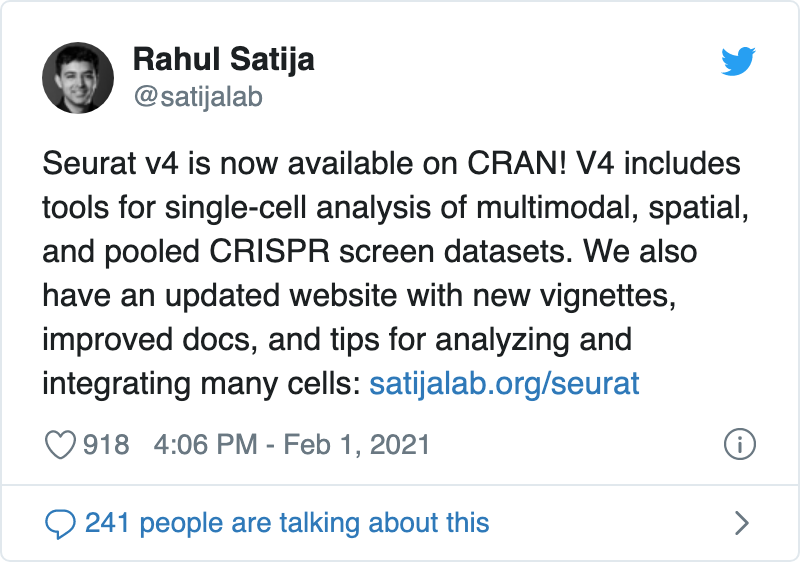 Rahul Satija
@satijalab
Seurat v4 is now available on CRAN! V4 includes
tools for single-cell analysis of multimodal, spatial,
and pooled CRISPR screen datasets. We also
have an updated website with new vignettes,
improved docs, and tips for analyzing and
integrating many cells: satijalab.org/seurat
918 4:06 PM - Feb 1, 2021
241 people are talking about this